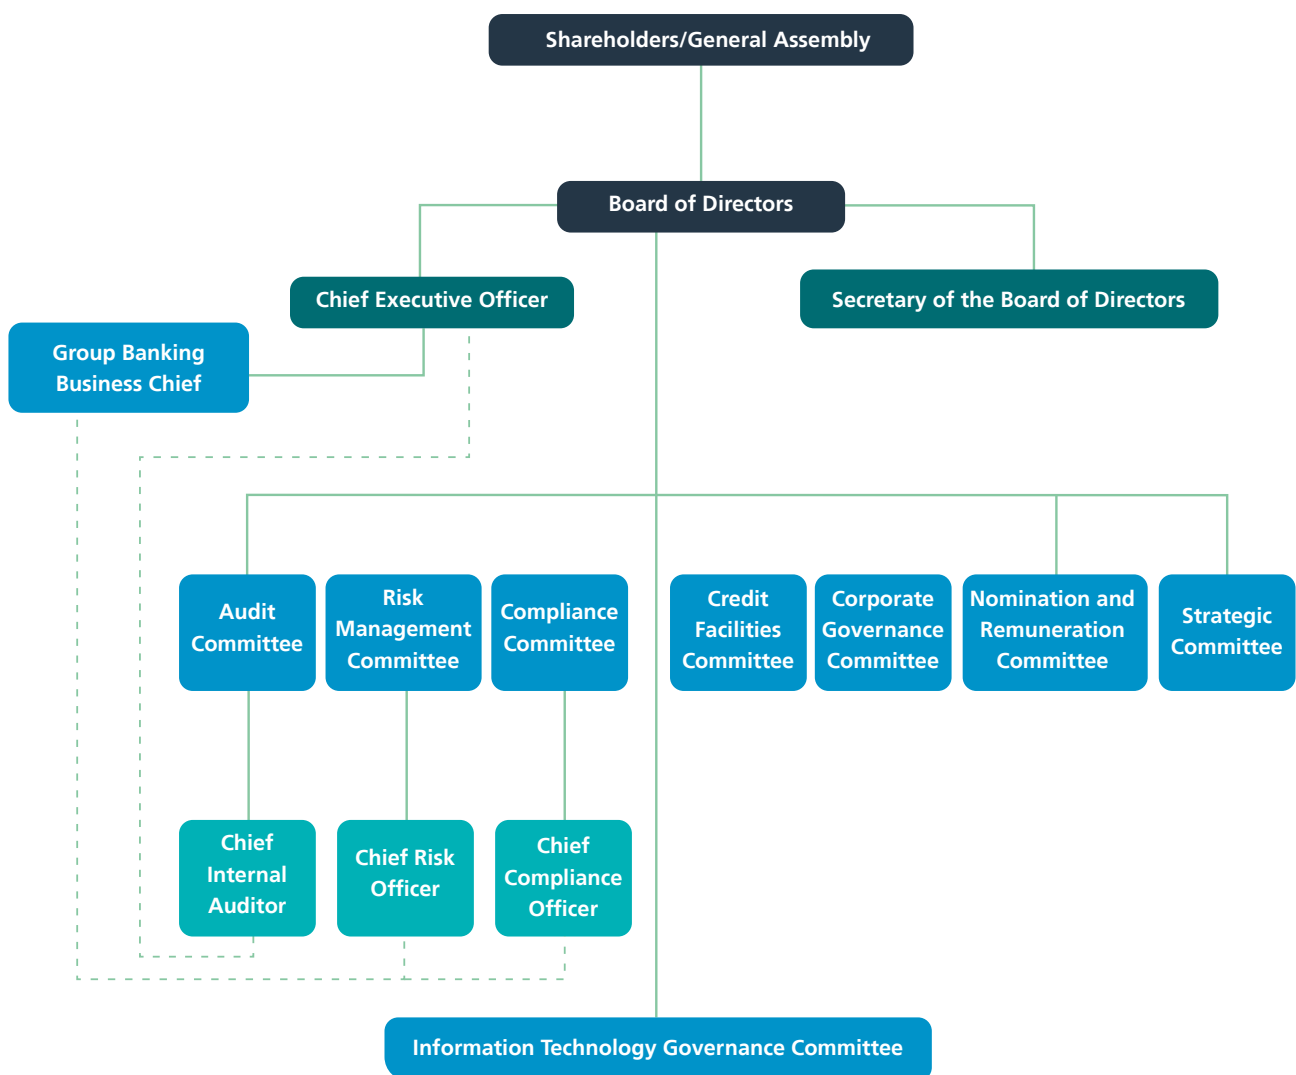 Shareholders/General Assembly
Board of Directors
Chief Executive Officer
Secretary of the Board of Directors
Group Banking
Business Chief
Audit
Committee
Risk
Management
Committee
Compliance
Committee
Credit
Facilities
Committee
Corporate
Governance
Committee
Nomination and
Remuneration
Committee
Strategic
Committee
Chief
Internal
Auditor
Chief Risk
Officer
Chief
Compliance
Officer
Information Technology Governance Committee